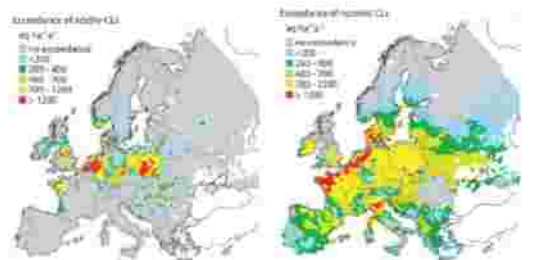 Exceedance of acidity CLs
eq ha⁻¹a⁻¹
no exceedance
<200
200 - 400
400 - 700
700 - 1200
> 1200
Exceedance of nutrient CLs
eq ha⁻¹a⁻¹
no exceedance
<200
200 - 400
400 - 700
700 - 1200
> 1200